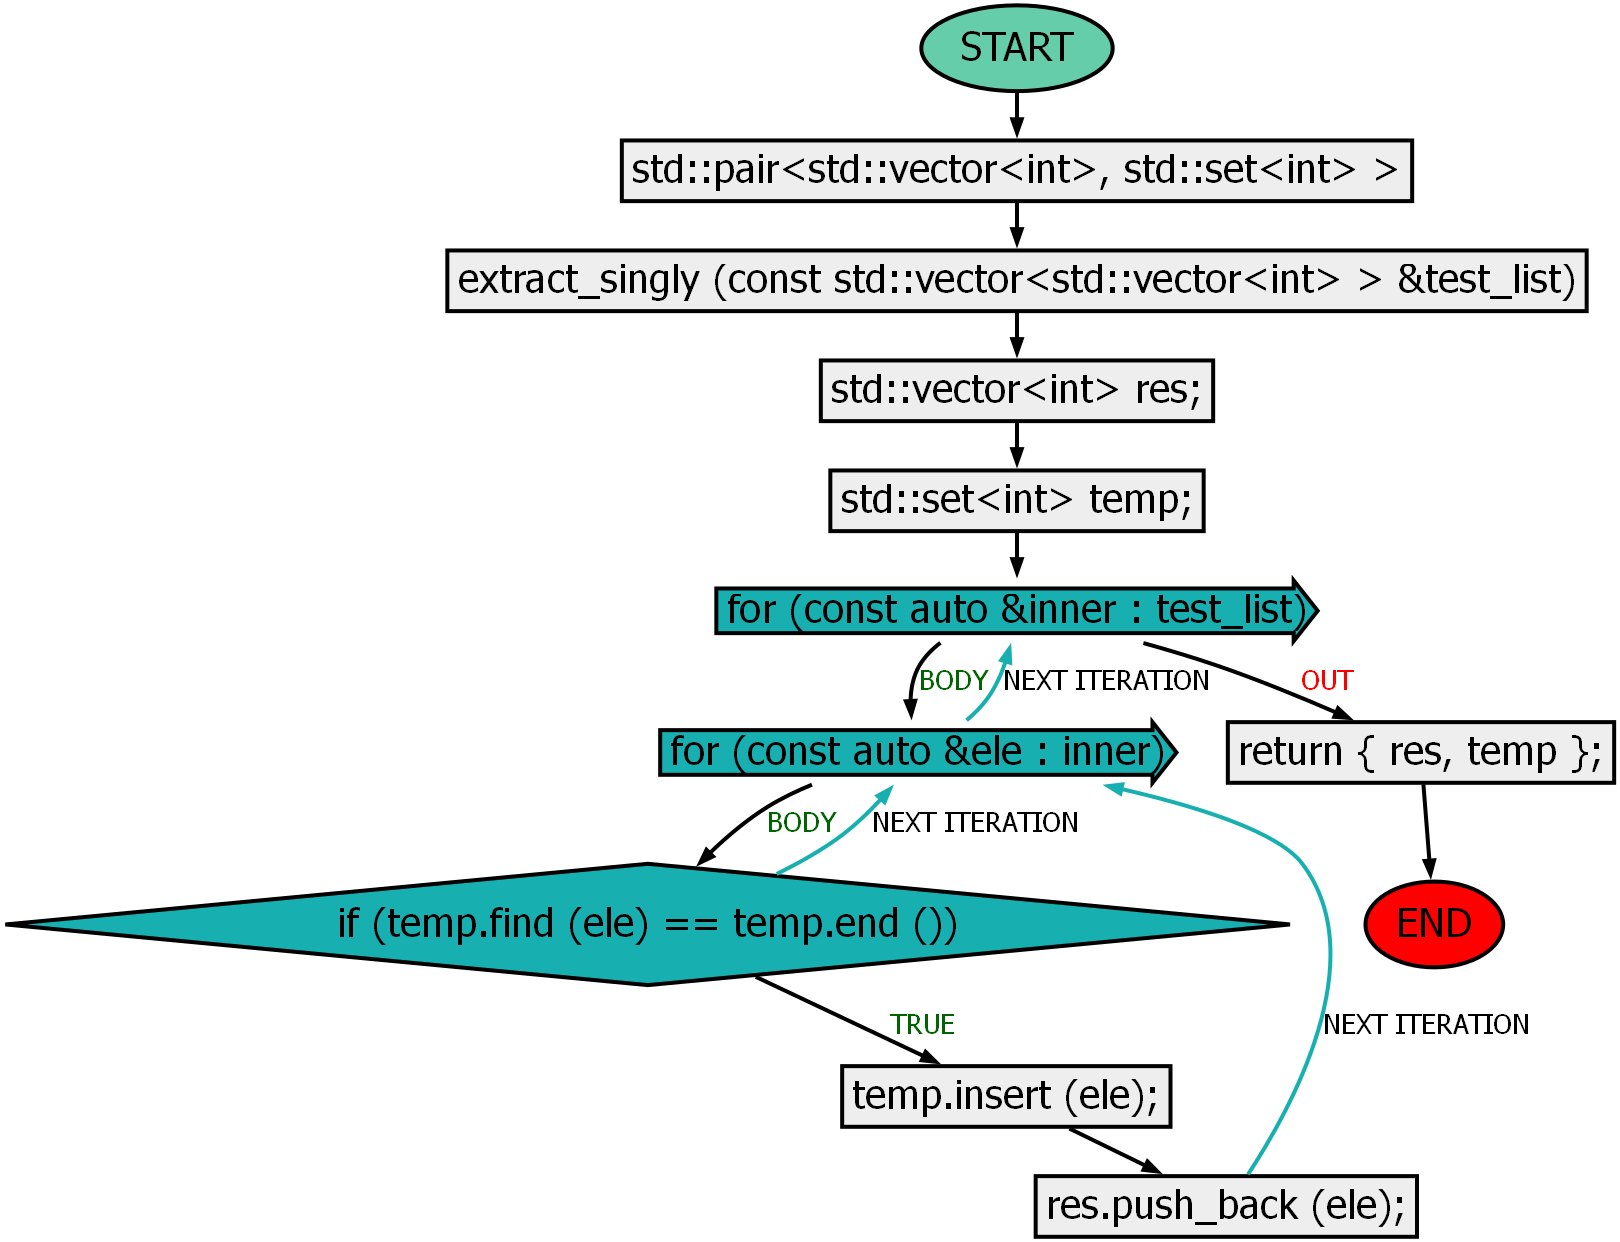 START
std::pair<std::vector<int>, std::set<int> >
extract_singly (const std::vector<std::vector<int> > &test_list)
std::vector<int> res;
std::set<int> temp;
for (const auto &inner : test_list)
BODY
NEXT ITERATION
OUT
for (const auto &ele : inner)
return { res, temp };
BODY
NEXT ITERATION
if (temp.find (ele) == temp.end ())
END
TRUE
NEXT ITERATION
temp.insert (ele);
res.push_back (ele);